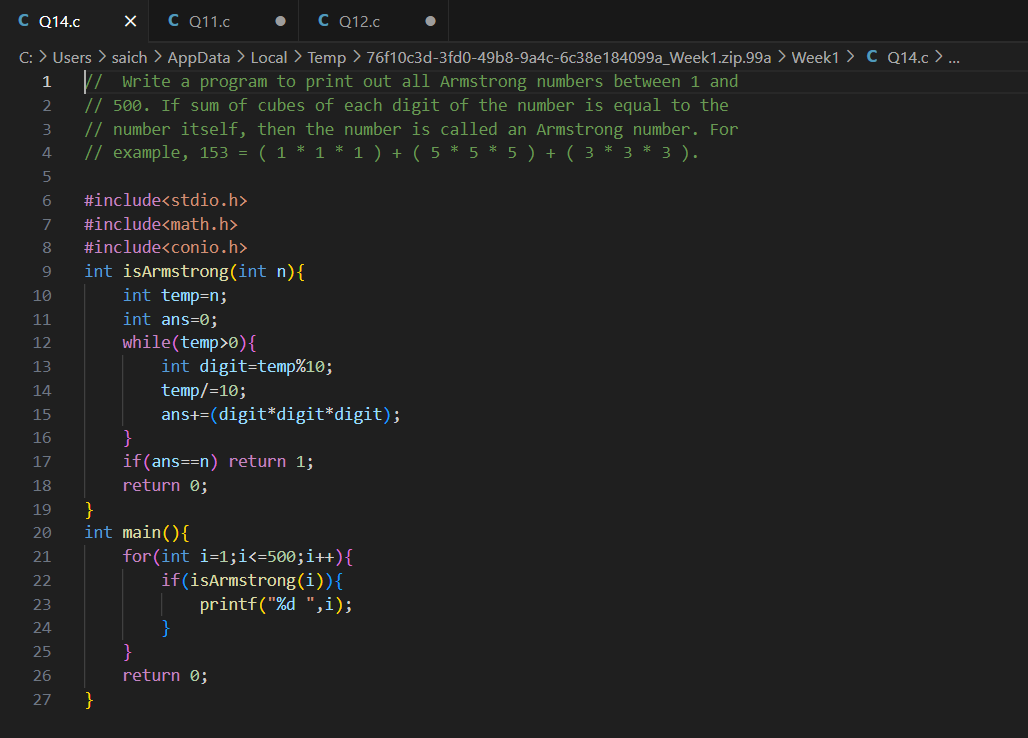 C Q14.c × C Q11.c ● C Q12.c ●
C: > Users > saich > AppData > Local > Temp > 76f10c3d-3fd0-49b8-9a4c-6c38e184099a_Week1.zip.99a > Week1 > C Q14.c > ...
1 //  Write a program to print out all Armstrong numbers between 1 and
2 // 500. If sum of cubes of each digit of the number is equal to the
3 // number itself, then the number is called an Armstrong number. For
4 // example, 153 = ( 1 * 1 * 1 ) + ( 5 * 5 * 5 ) + ( 3 * 3 * 3 ).
5
6 #include<stdio.h>
7 #include<math.h>
8 #include<conio.h>
9 int isArmstrong(int n){
10     int temp=n;
11     int ans=0;
12     while(temp>0){
13         int digit=temp%10;
14         temp/=10;
15         ans+=(digit*digit*digit);
16     }
17     if(ans==n) return 1;
18     return 0;
19 }
20 int main(){
21     for(int i=1;i<=500;i++){
22         if(isArmstrong(i)){
23             printf("%d ",i);
24         }
25     }
26     return 0;
27 }